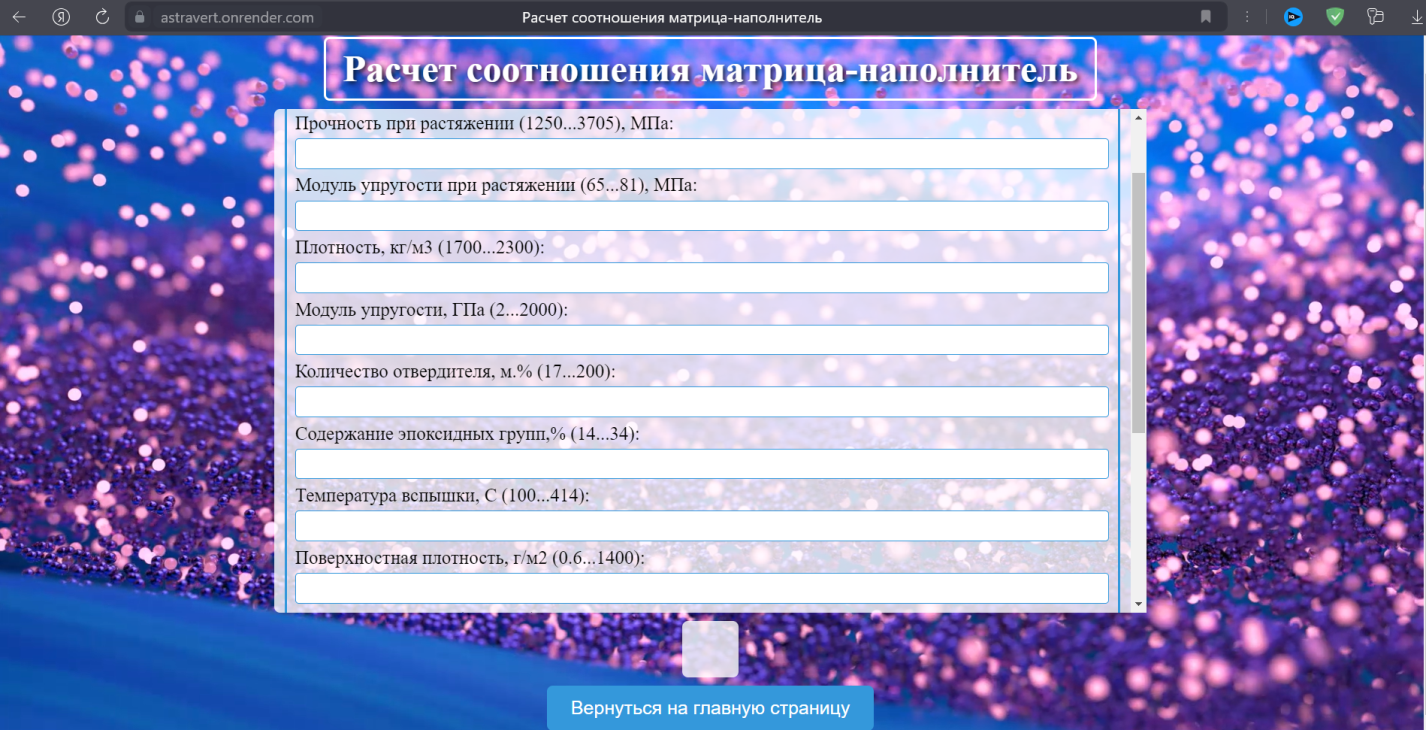 astravert.onrender.com
Расчет соотношения матрица-наполнитель
Расчет соотношения матрица-наполнитель
Прочность при растяжении (1250...3705), МПа:
Модуль упругости при растяжении (65...81), МПа:
Плотность, кг/м3 (1700...2300):
Модуль упругости, ГПа (2...2000):
Количество отвердителя, м.% (17...200):
Содержание эпоксидных групп,% (14...34):
Температура вспышки, С (100...414):
Поверхностная плотность, г/м2 (0.6...1400):
Вернуться на главную страницу